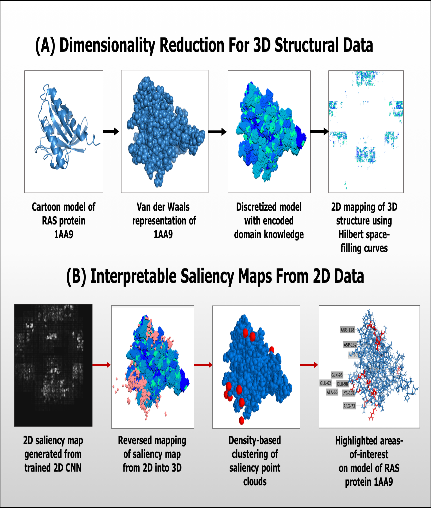 (A) Dimensionality Reduction For 3D Structural Data
Cartoon model of
RAS protein
1AA9
Van der Waals
representation of
1AA9
Discretized model
with encoded
domain knowledge
2D mapping of 3D
structure using
Hilbert space-
filling curves
(B) Interpretable Saliency Maps From 2D Data
2D saliency map
generated from
trained 2D CNN
Reversed mapping
of saliency map
from 2D into 3D
Density-based
clustering of
saliency point
clouds
Highlighted areas-
of-interest
on model of RAS
protein 1AA9